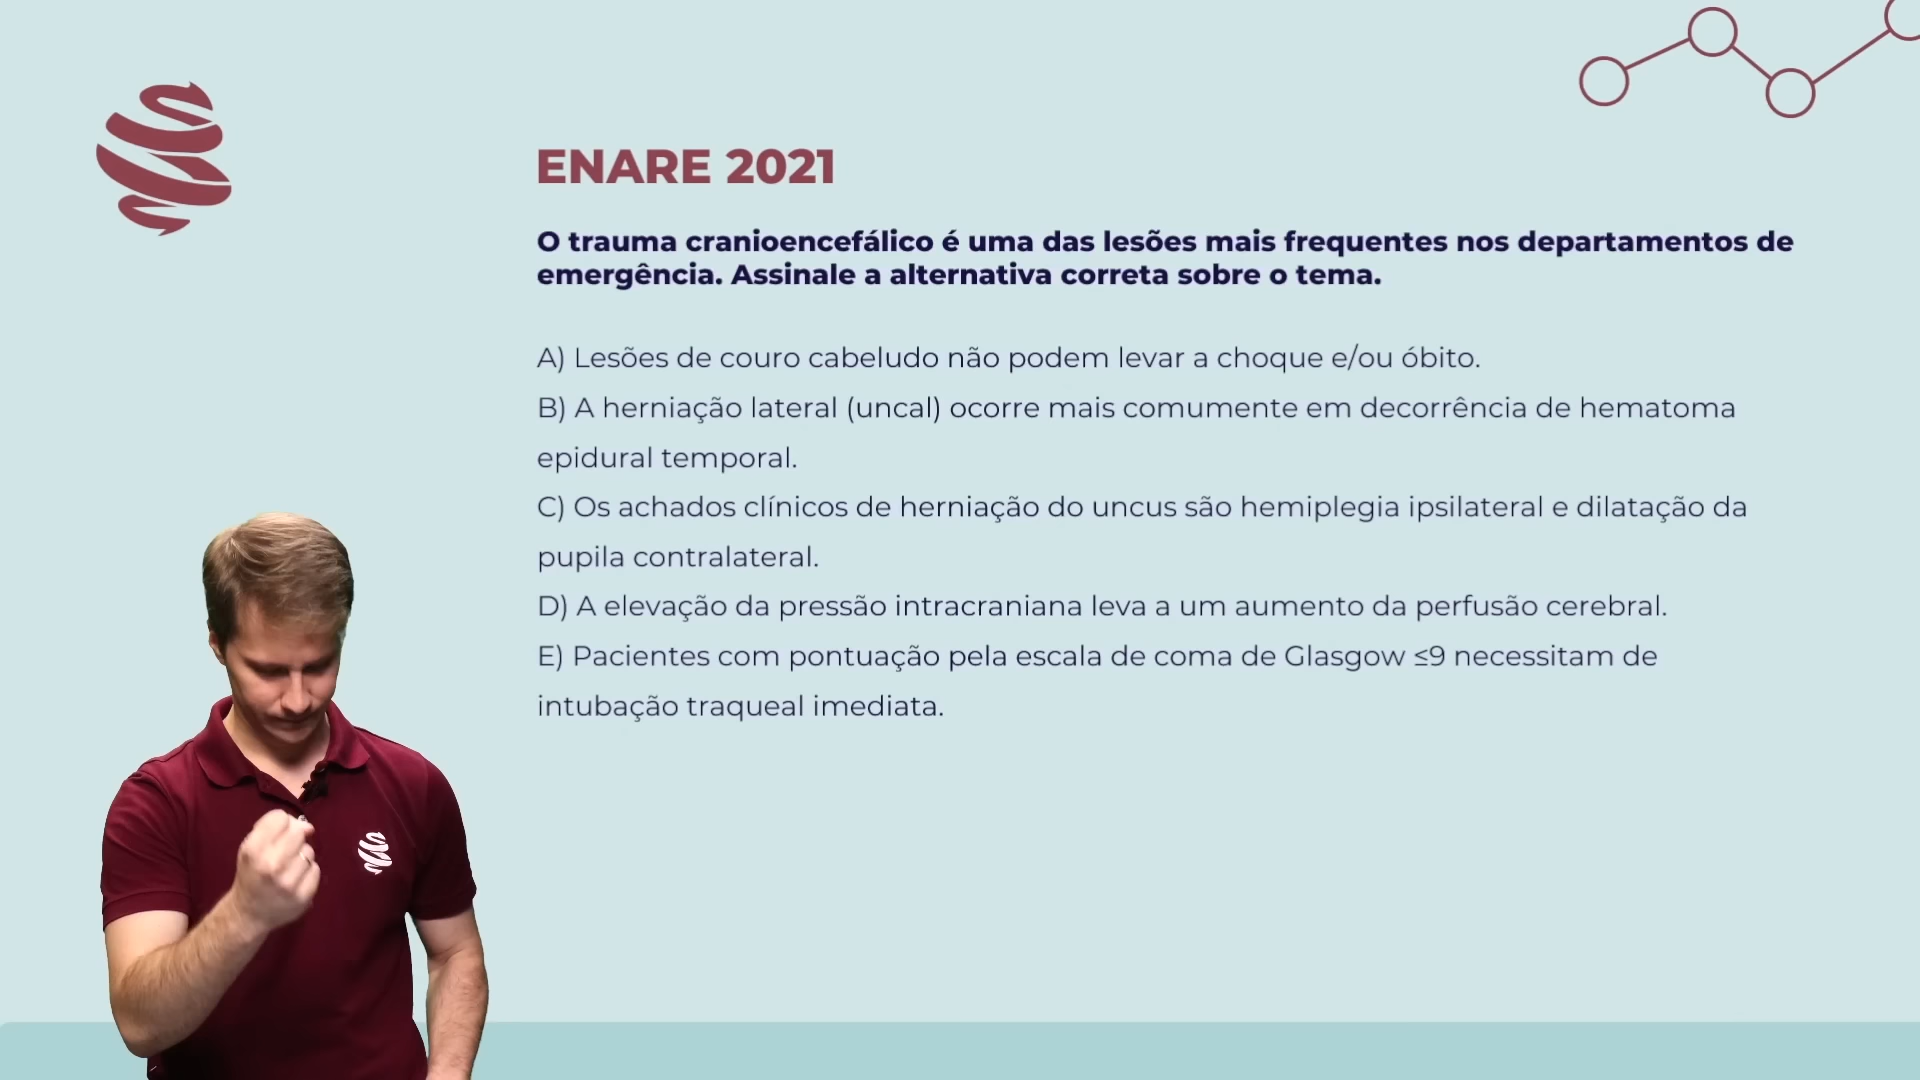 ENARE 2021
O trauma cranioencefálico é uma das lesões mais frequentes nos departamentos de
emergência. Assinale a alternativa correta sobre o tema.
A) Lesões de couro cabeludo não podem levar a choque e/ou óbito.
B) A herniação lateral (uncal) ocorre mais comumente em decorrência de hematoma
epidural temporal.
C) Os achados clínicos de herniação do uncus são hemiplegia ipsilateral e dilatação da
pupila contralateral.
D) A elevação da pressão intracraniana leva a um aumento da perfusão cerebral.
E) Pacientes com pontuação pela escala de coma de Glasgow ≤9 necessitam de
intubação traqueal imediata.